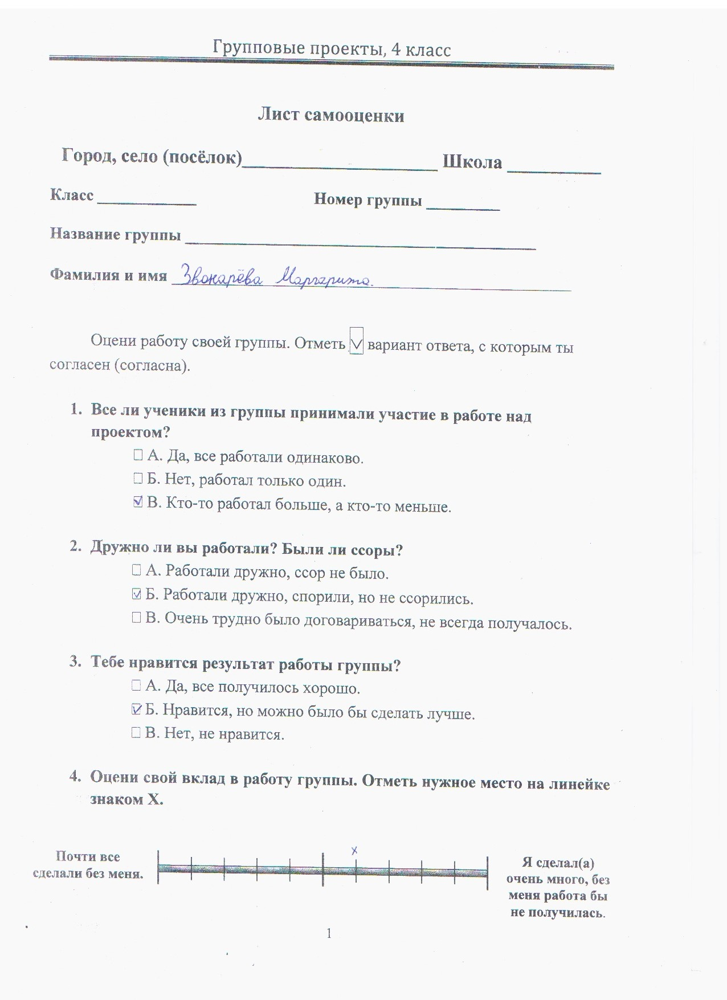 Групповые проекты, 4 класс
Лист самооценки
Город, село (посёлок)____________________ Школа __________
Класс __________ Номер группы ________
Название группы ____________________
Фамилия и имя Звонарёва Маргарита.
Оцени работу своей группы. Отметь ☑ вариант ответа, с которым ты
согласен (согласна).
1. Все ли ученики из группы принимали участие в работе над
проектом?
☐ А. Да, все работали одинаково.
☐ Б. Нет, работал только один.
☑ В. Кто-то работал больше, а кто-то меньше.
2. Дружно ли вы работали? Были ли ссоры?
☐ А. Работали дружно, ссор не было.
☑ Б. Работали дружно, спорили, но не ссорились.
☐ В. Очень трудно было договариваться, не всегда получалось.
3. Тебе нравится результат работы группы?
☐ А. Да, все получилось хорошо.
☑ Б. Нравится, но можно было бы сделать лучше.
☐ В. Нет, не нравится.
4. Оцени свой вклад в работу группы. Отметь нужное место на линейке
знаком Х.
Почти все
сделали без меня.
х
Я сделал(а)
очень много, без
меня работа бы
не получилась.
1